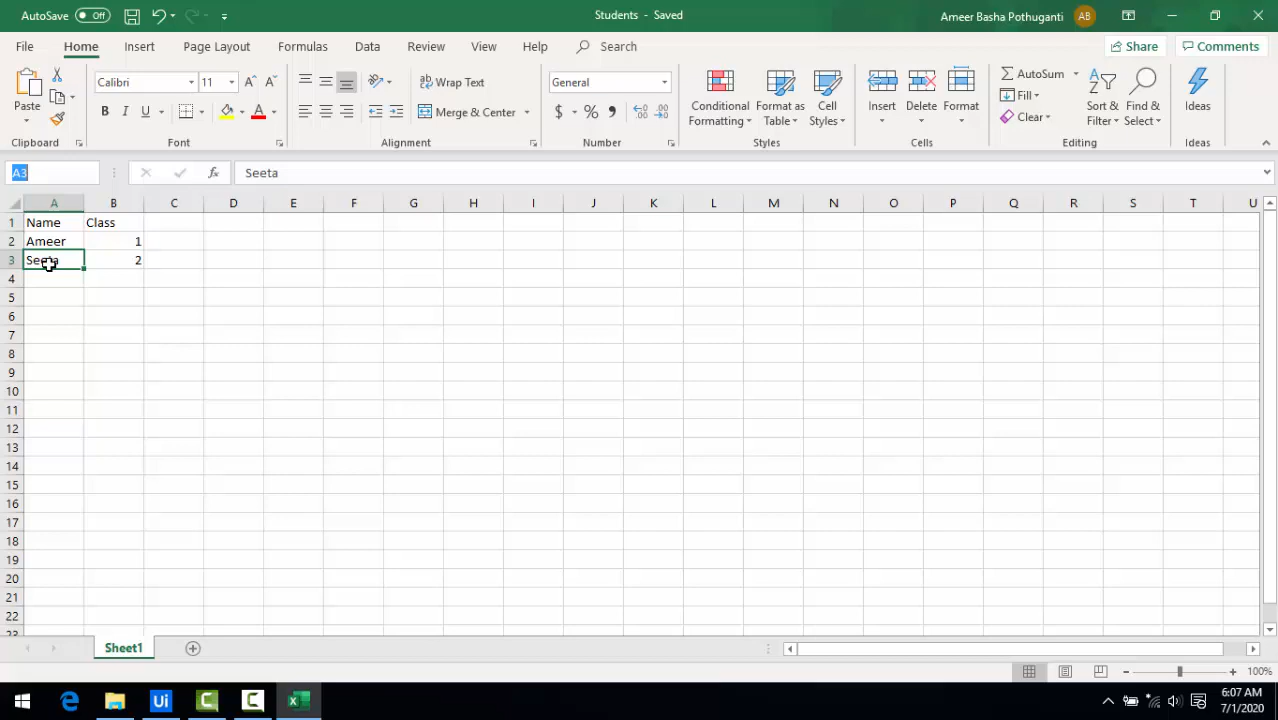 AutoSave Off
Students - Saved
Ameer Basha Pothuganti AB
File Home Insert Page Layout Formulas Data Review View Help Search
Share Comments
Paste
Clipboard
Calibri 11
B I U
Font
Wrap Text
Merge & Center
Alignment
General
$ % ,
Number
Conditional Formatting
Format as Table
Cell Styles
Styles
Insert Delete Format
Cells
AutoSum
Fill
Clear
Sort & Filter
Find & Select
Editing
Ideas
Ideas
A3 fx Seeta
A B C D E F G H I J K L M N O P Q R S T U
1 Name Class
2 Ameer 1
3 Seeta 2
4
5
6
7
8
9
10
11
12
13
14
15
16
17
18
19
20
21
22
23
Sheet1
100%
Ui
6:07 AM
7/1/2020